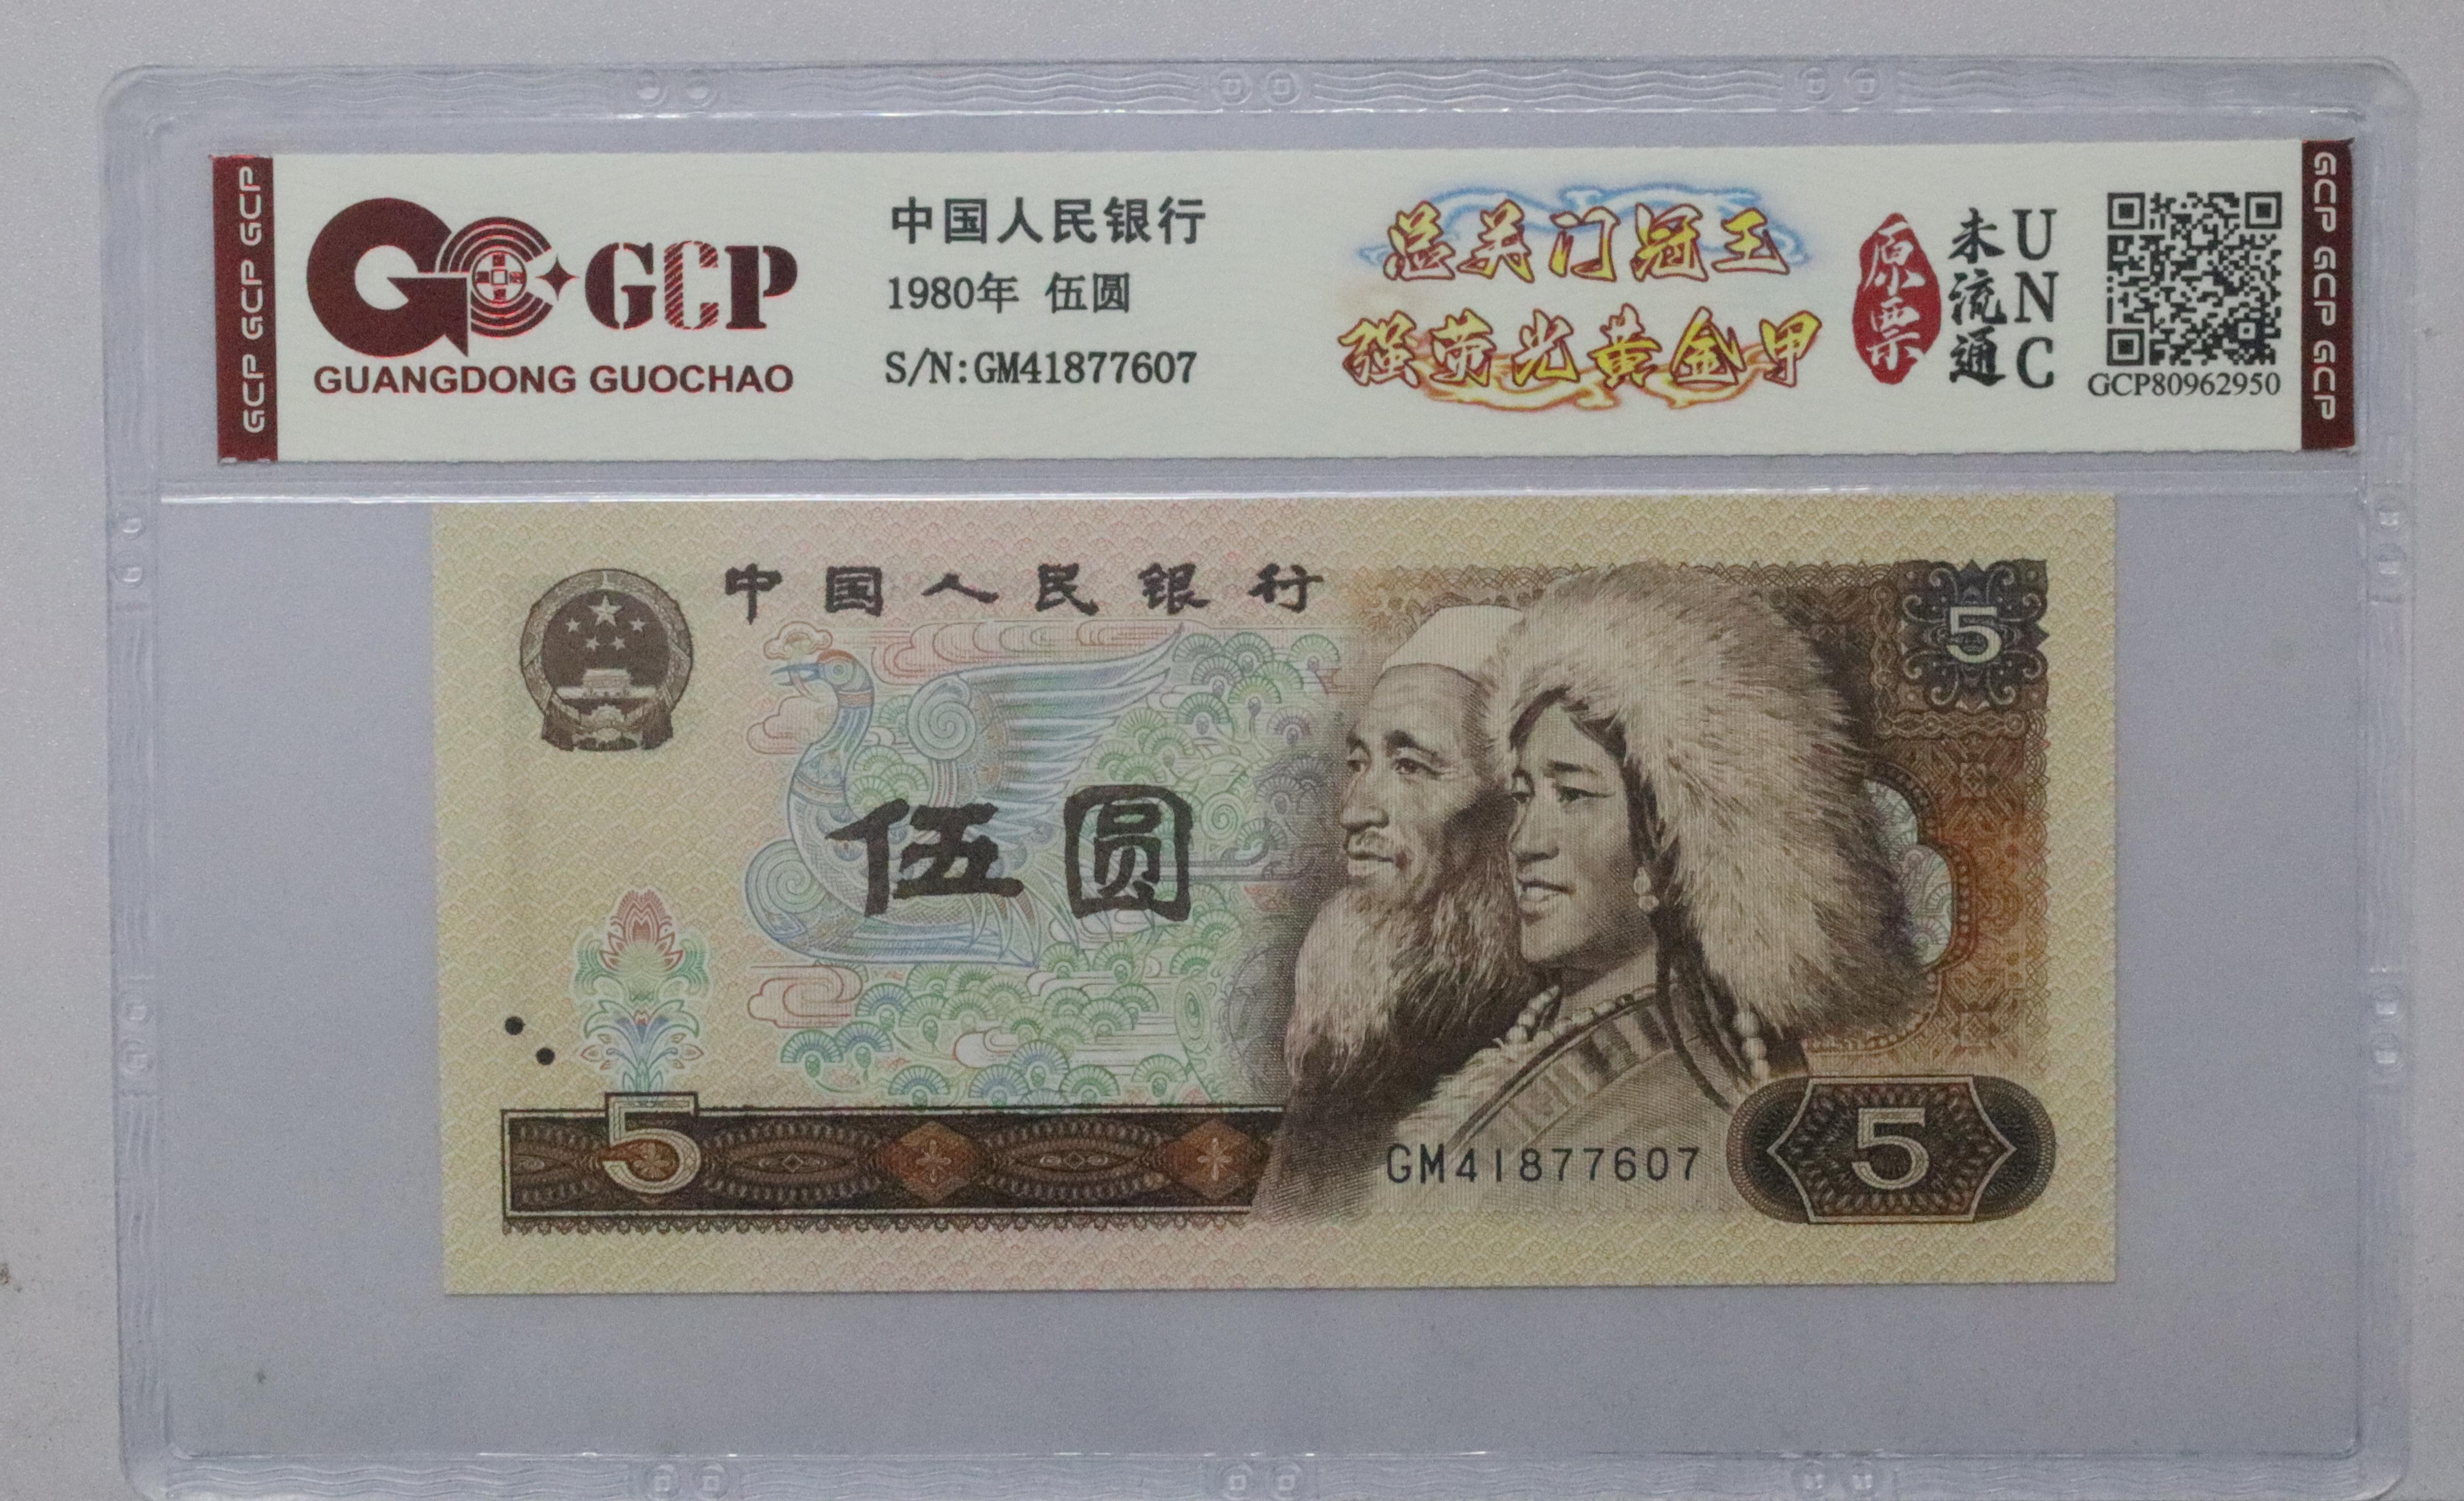 GCP GCP GCP
GCP
GUANGDONG GUOCHAO
中国人民银行
1980年 伍圆
S/N:GM41877607
总关门冠王
强荧光黄金甲
原票
未流通
UNC
GCP80962950
GCP GCP GCP
中国人民银行
5
伍圆
5
GM41877607
5